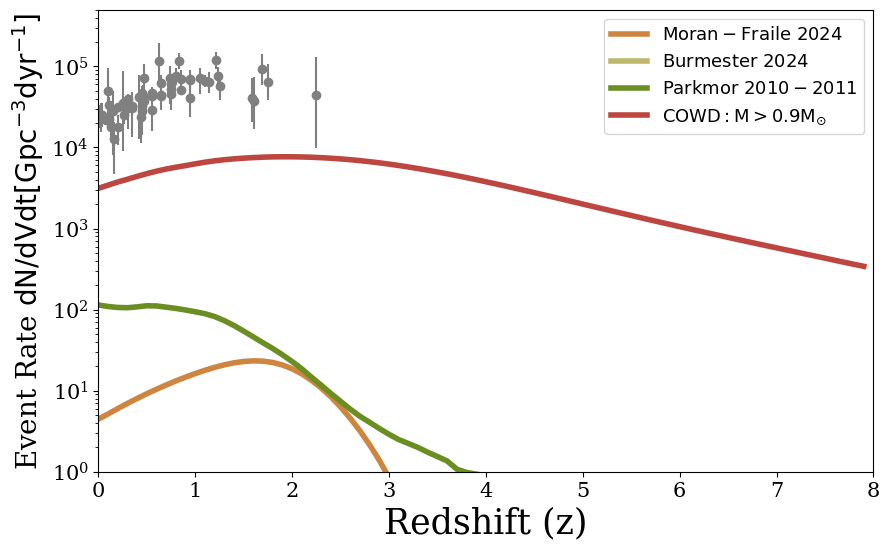 Event Rate dN/dVdt[Gpc⁻³dyr⁻¹]
10⁵
10⁴
10³
10²
10¹
10⁰
0 1 2 3 4 5 6 7 8
Redshift (z)
Moran − Fraile 2024
Burmester 2024
Parkmor 2010 − 2011
COWD : M > 0.9M⊙